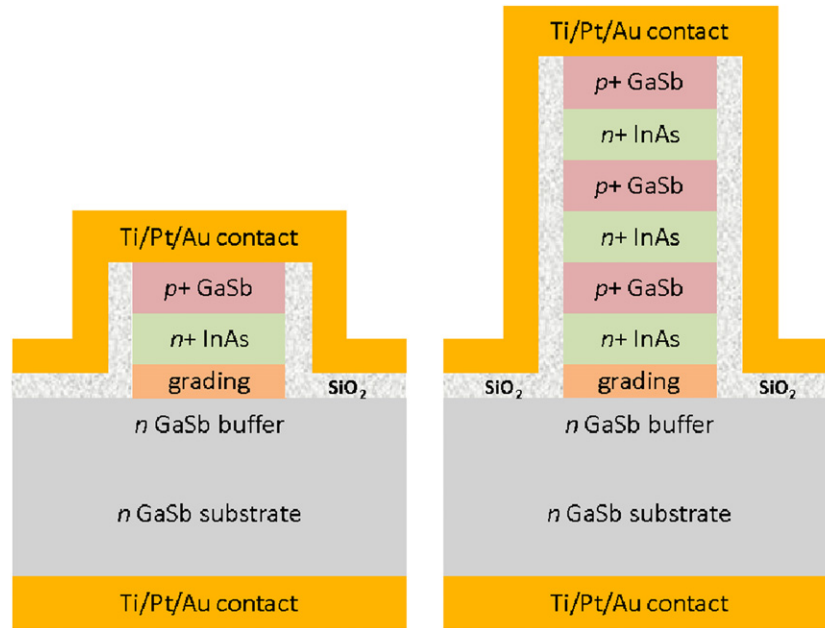 Ti/Pt/Au contact
p+ GaSb
n+ InAs
grading
SiO₂
n GaSb buffer
n GaSb substrate
Ti/Pt/Au contact
Ti/Pt/Au contact
p+ GaSb
n+ InAs
p+ GaSb
n+ InAs
p+ GaSb
n+ InAs
SiO₂ grading SiO₂
n GaSb buffer
n GaSb substrate
Ti/Pt/Au contact